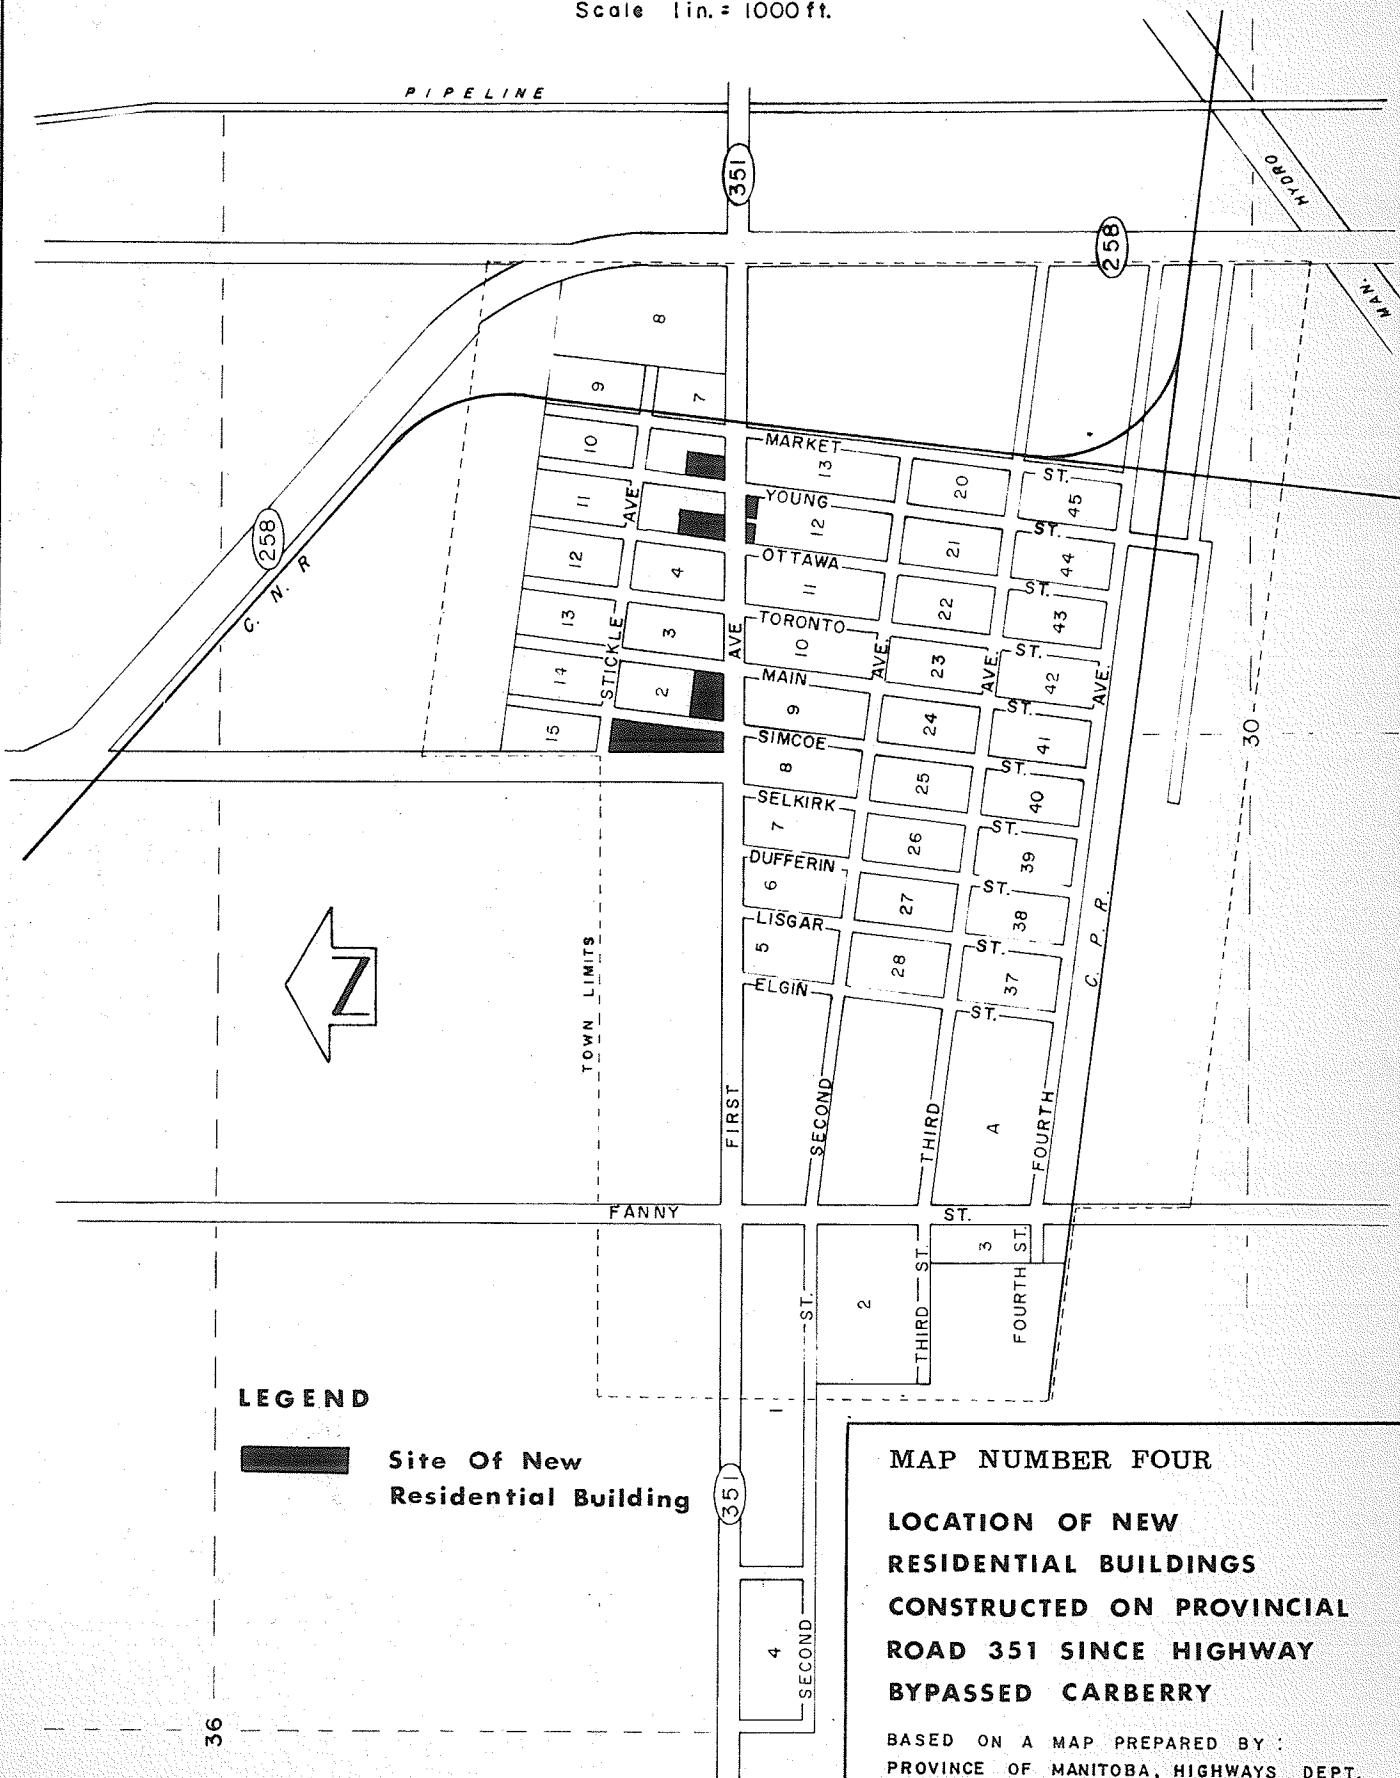 Scale 1in. = 1000 ft.
PIPELINE
351
HYDRO
258
MAN.
8
9
7
10
MARKET
13
20
ST.
45
11
AVE.
YOUNG
12
21
ST.
44
258
C. N. R
12
4
OTTAWA
11
22
ST.
43
13
3
AVE
TORONTO
10
AVE.
23
ST.
AVE.
42
AVE.
14
STICKLE
2
MAIN
9
24
ST.
41
15
SIMCOE
8
25
ST.
40
30
SELKIRK
7
26
ST.
39
DUFFERIN
6
27
ST.
38
C. P. R.
LISGAR
5
28
ST.
37
ELGIN
ST.
N
TOWN LIMITS
FIRST
SECOND
THIRD
A
FOURTH
FANNY
ST.
3
ST.
2
THIRD ST.
FOURTH ST.
1
LEGEND
Site Of New
Residential Building
351
4
SECOND
36
MAP NUMBER FOUR
LOCATION OF NEW
RESIDENTIAL BUILDINGS
CONSTRUCTED ON PROVINCIAL
ROAD 351 SINCE HIGHWAY
BYPASSED CARBERRY
BASED ON A MAP PREPARED BY :
PROVINCE OF MANITOBA, HIGHWAYS DEPT.